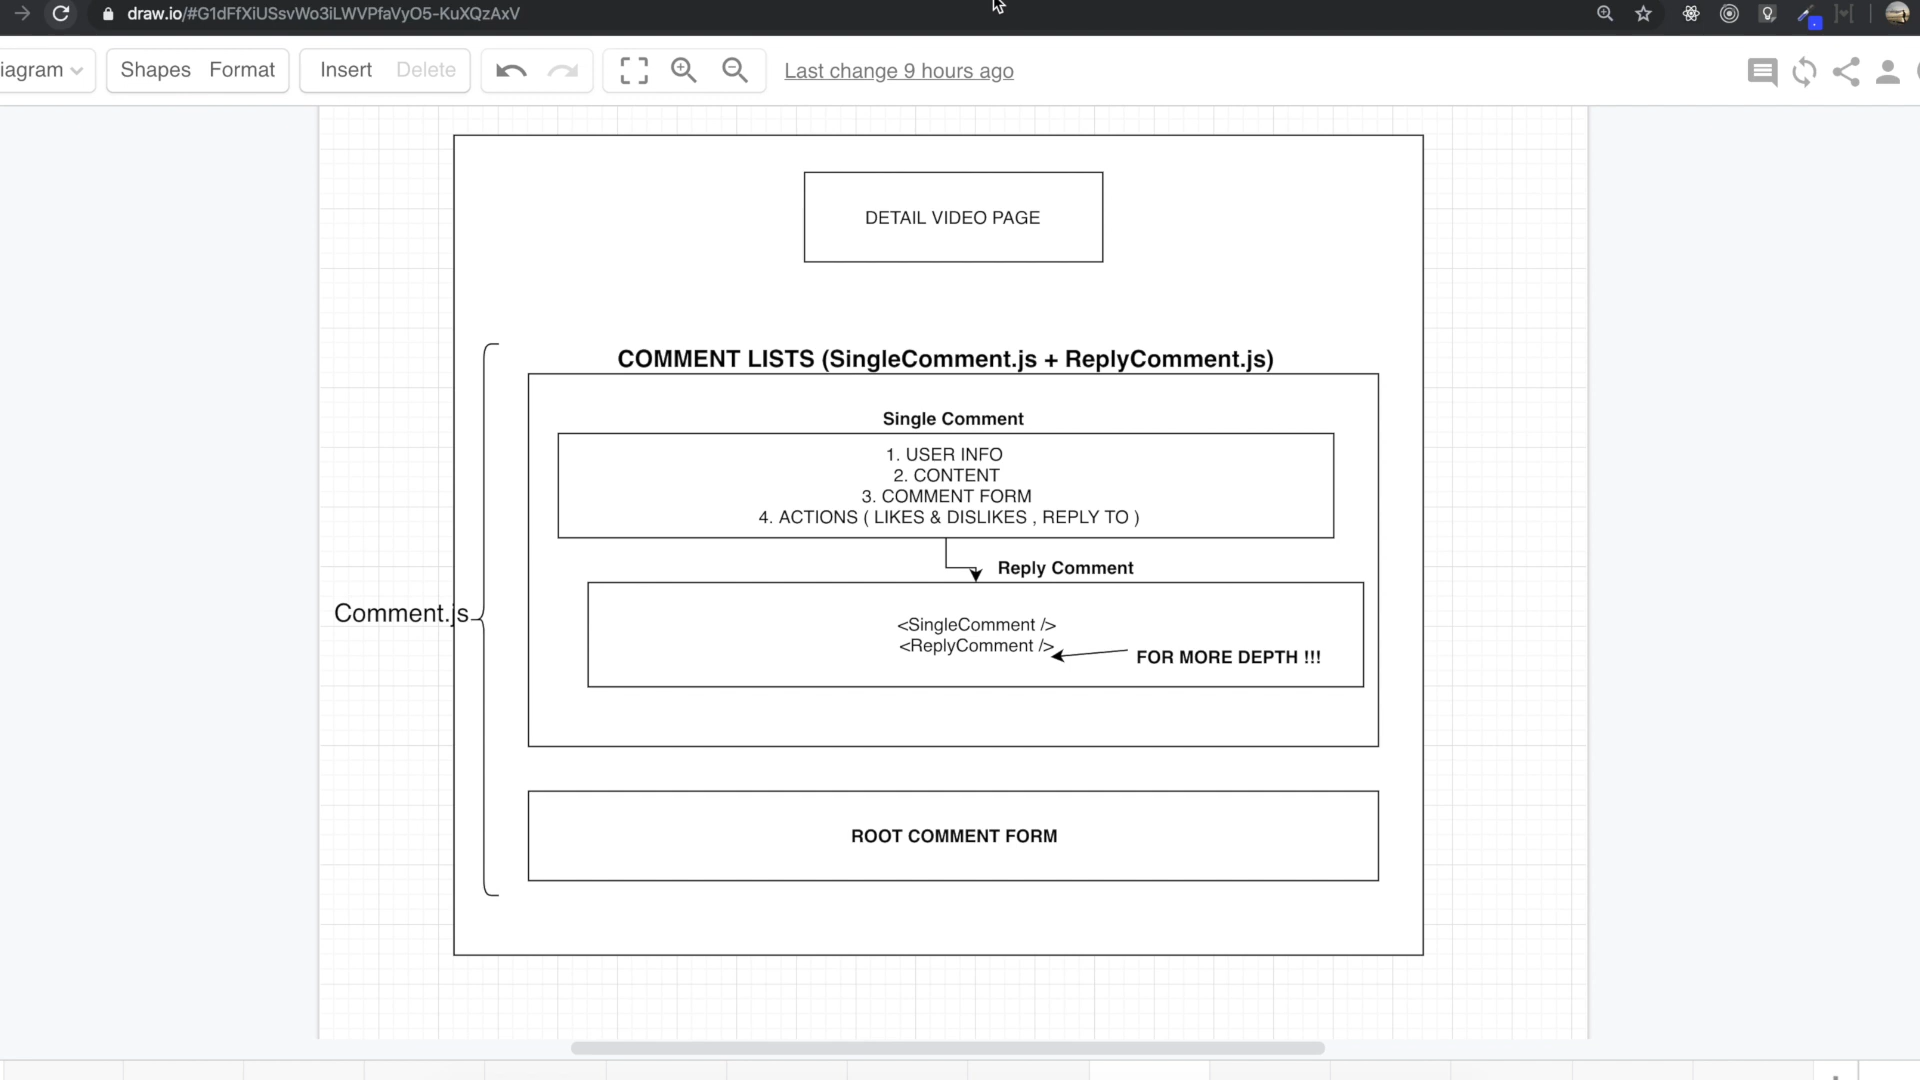 draw.io/#G1dFfXiUSsvWo3iLWVPfaVyO5-KuXQzAxV
iagram Shapes Format Insert Delete Last change 9 hours ago
DETAIL VIDEO PAGE
COMMENT LISTS (SingleComment.js + ReplyComment.js)
Single Comment
1. USER INFO
2. CONTENT
3. COMMENT FORM
4. ACTIONS ( LIKES & DISLIKES , REPLY TO )
Reply Comment
Comment.js
<SingleComment />
<ReplyComment />
FOR MORE DEPTH !!!
ROOT COMMENT FORM